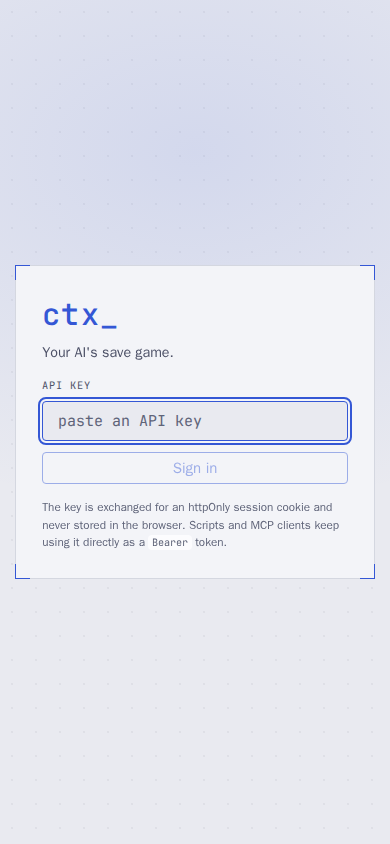 ctx_
Your AI's save game.
API KEY
paste an API key
Sign in
The key is exchanged for an httpOnly session cookie and
never stored in the browser. Scripts and MCP clients keep
using it directly as a Bearer token.